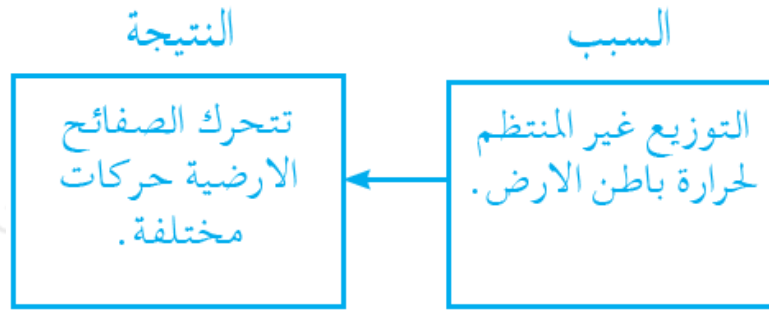 السبب
التوزيع غير المنتظم
لحرارة باطن الارض.
النتيجة
تتحرك الصفائح
الارضية حركات
مختلفة.